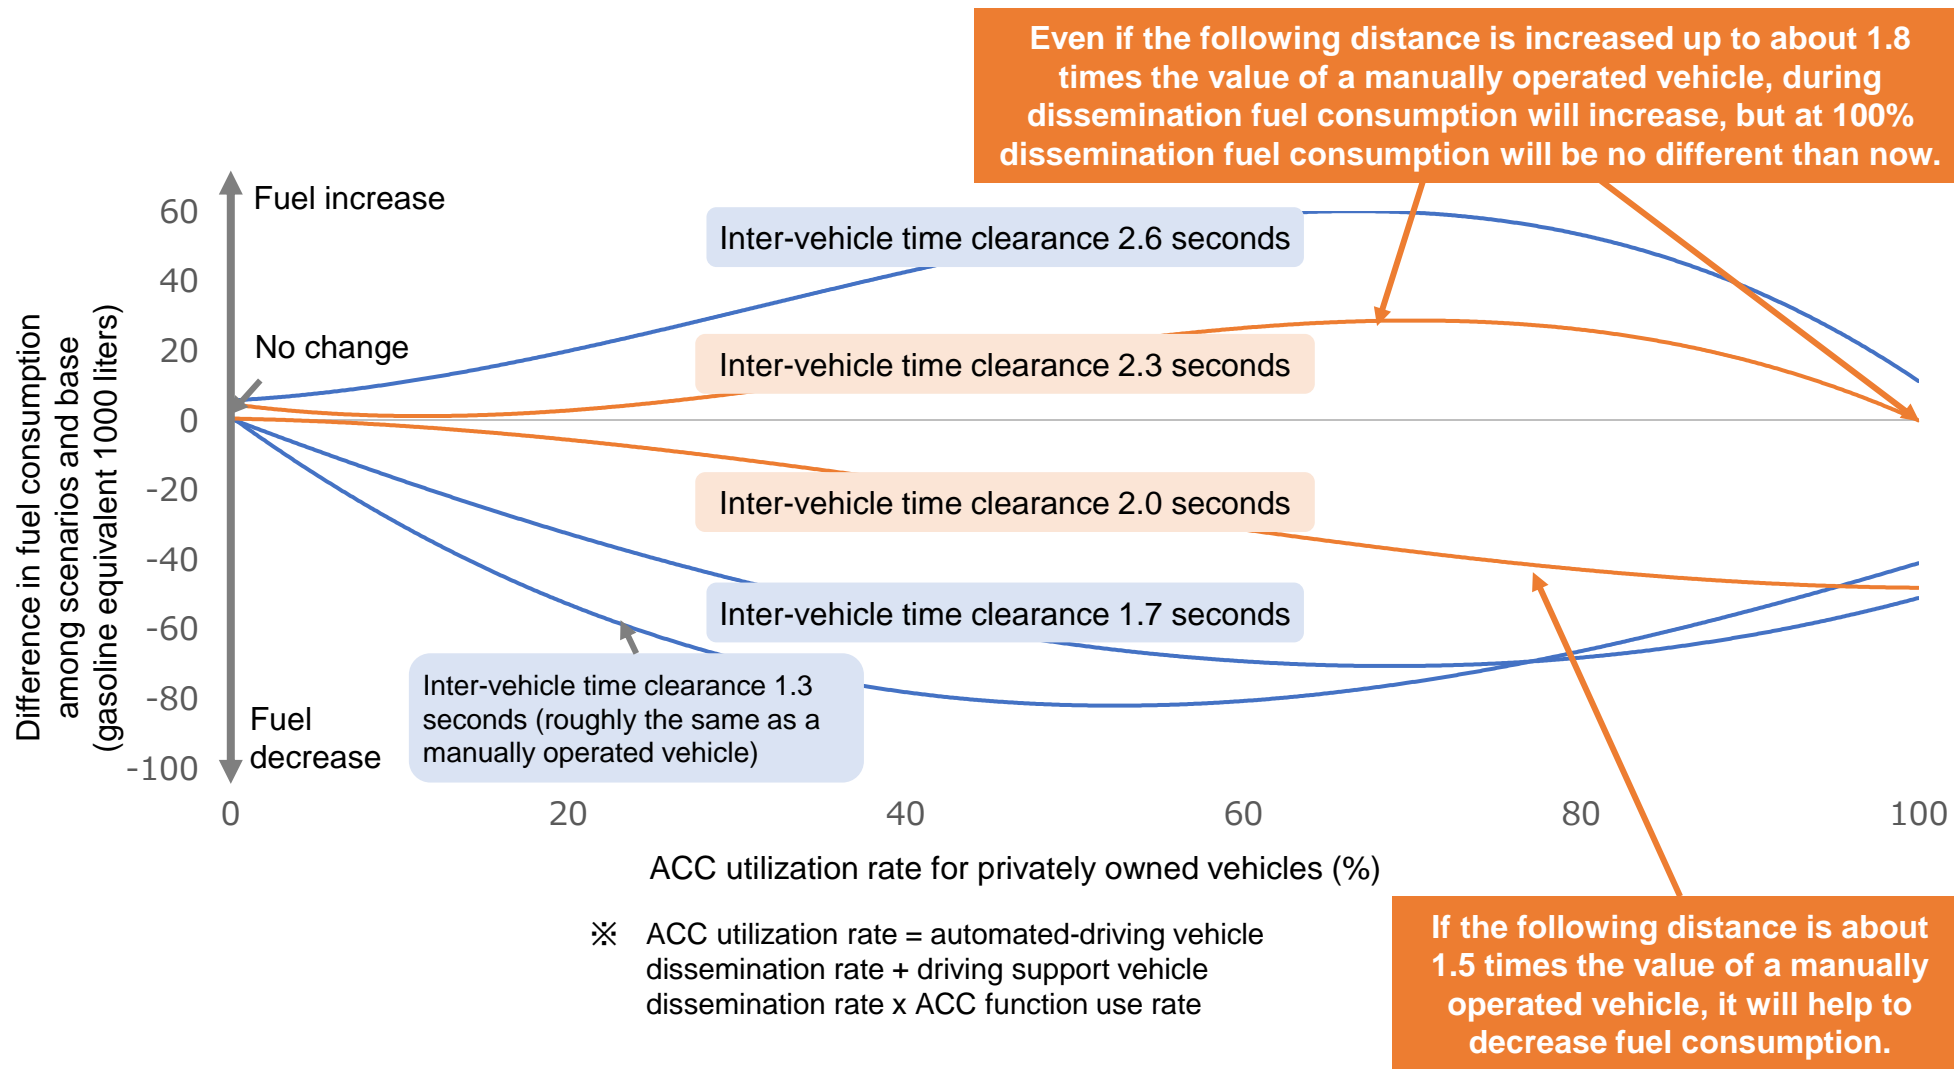 Even if the following distance is increased up to about 1.8
times the value of a manually operated vehicle, during
dissemination fuel consumption will increase, but at 100%
dissemination fuel consumption will be no different than now.
Fuel increase
60
Inter-vehicle time clearance 2.6 seconds
40
No change
20
Inter-vehicle time clearance 2.3 seconds
0
-20
Inter-vehicle time clearance 2.0 seconds
-40
-60
Inter-vehicle time clearance 1.7 seconds
Inter-vehicle time clearance 1.3
seconds (roughly the same as a
manually operated vehicle)
-80
Fuel
decrease
-100
Difference in fuel consumption
among scenarios and base
(gasoline equivalent 1000 liters)
0 20 40 60 80 100
ACC utilization rate for privately owned vehicles (%)
※ ACC utilization rate = automated-driving vehicle
dissemination rate + driving support vehicle
dissemination rate x ACC function use rate
If the following distance is about
1.5 times the value of a manually
operated vehicle, it will help to
decrease fuel consumption.